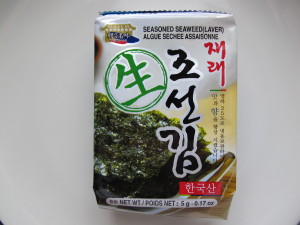 SEASONED SEAWEED(LAVER)
ALGUE SECHEE ASSAISONNE
재래
生
조선김
한국산
NET WT./POIDS NET: 5g - 0.17 oz